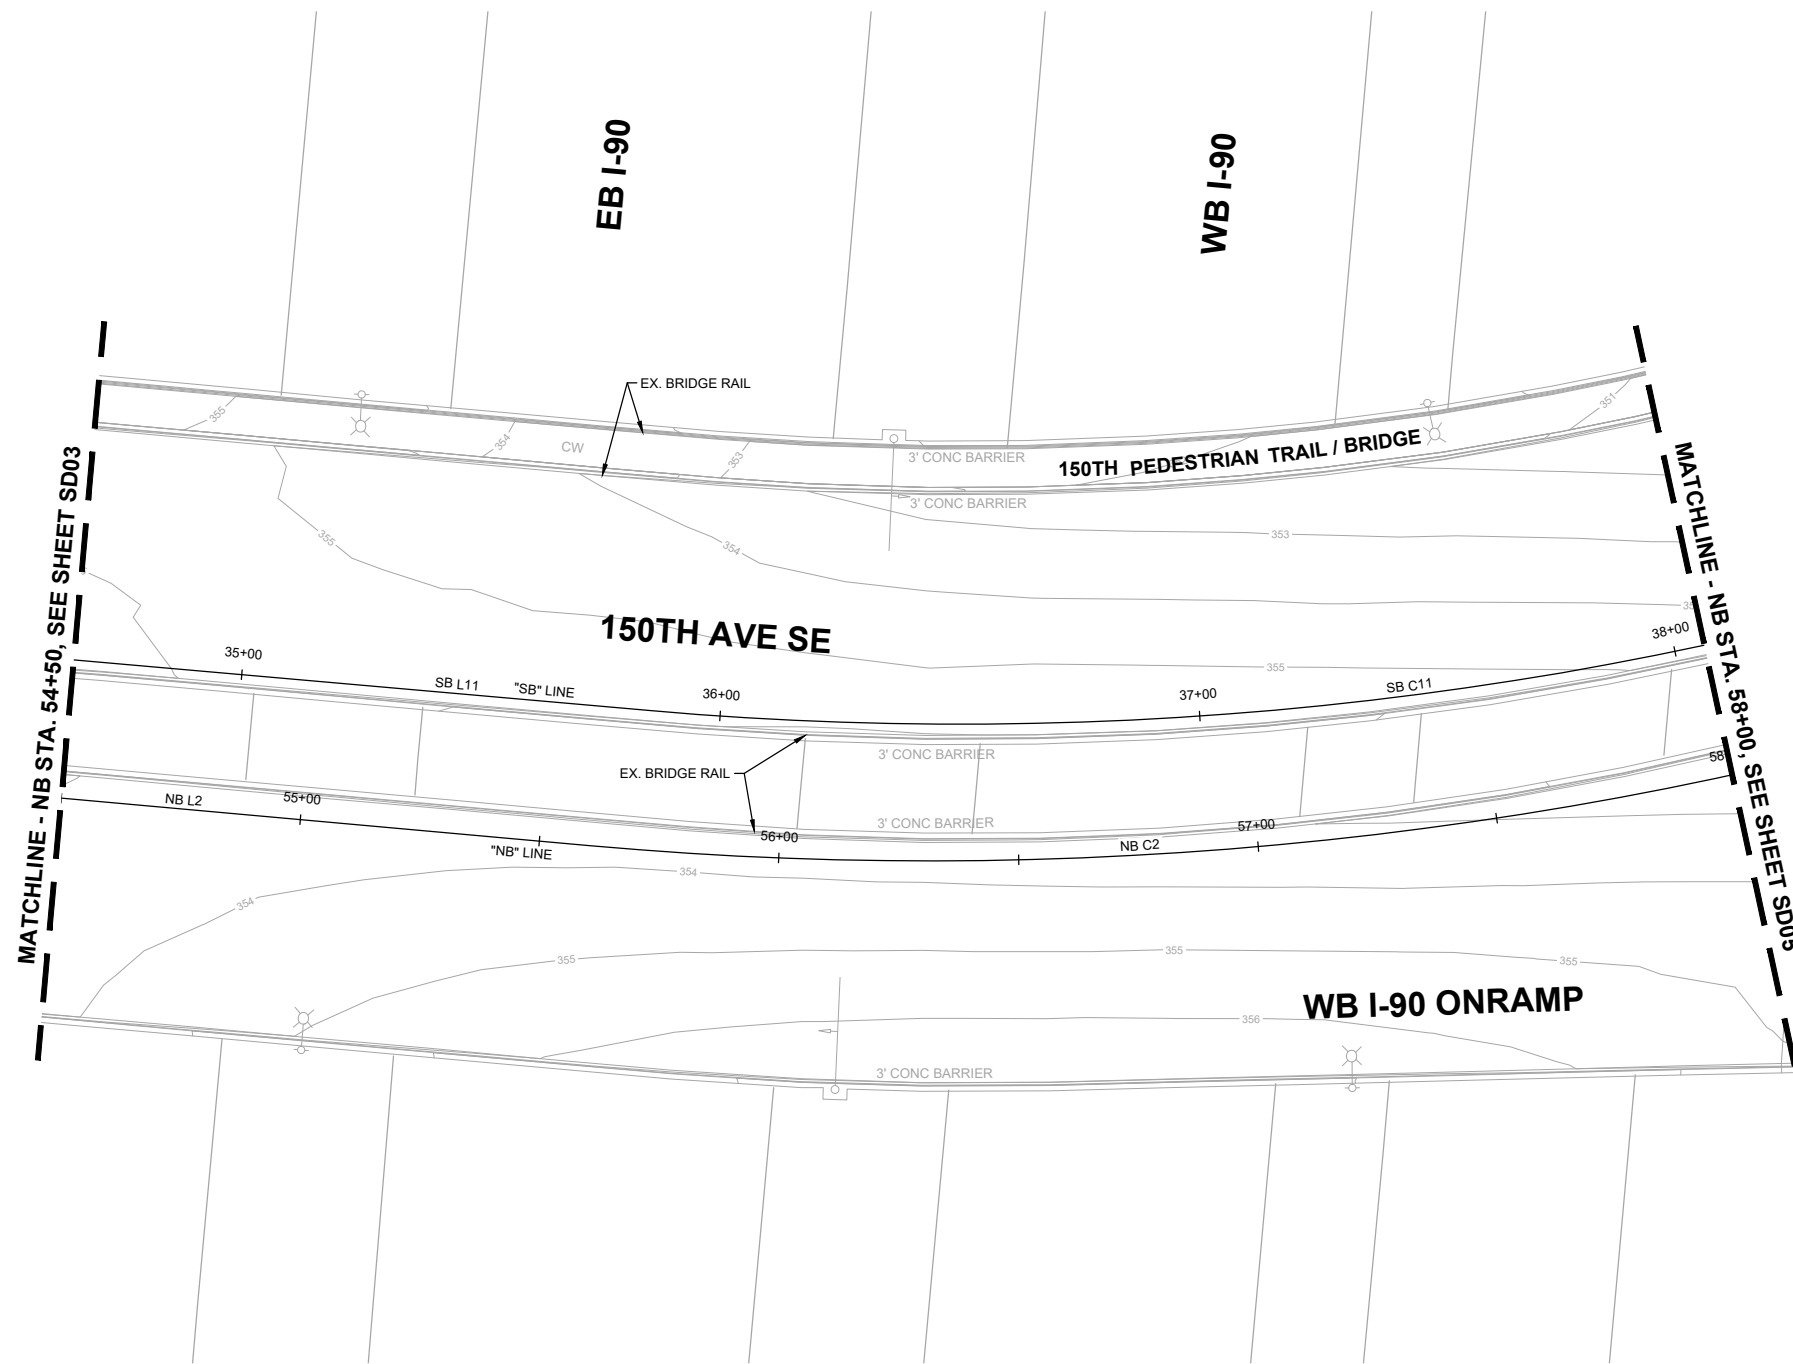 EB I-90
WB I-90
EX. BRIDGE RAIL
355
354
CW
353
3' CONC BARRIER
150TH PEDESTRIAN TRAIL / BRIDGE
351
3' CONC BARRIER
MATCHLINE - NB STA. 54+50, SEE SHEET SD03
MATCHLINE - NB STA. 58+00, SEE SHEET SD05
355
354
353
150TH AVE SE
355
35+00
SB L11
"SB" LINE
36+00
37+00
SB C11
38+00
3' CONC BARRIER
EX. BRIDGE RAIL
58
NB L2
55+00
3' CONC BARRIER
56+00
57+00
"NB" LINE
NB C2
354
354
355
355
355
WB I-90 ONRAMP
356
3' CONC BARRIER